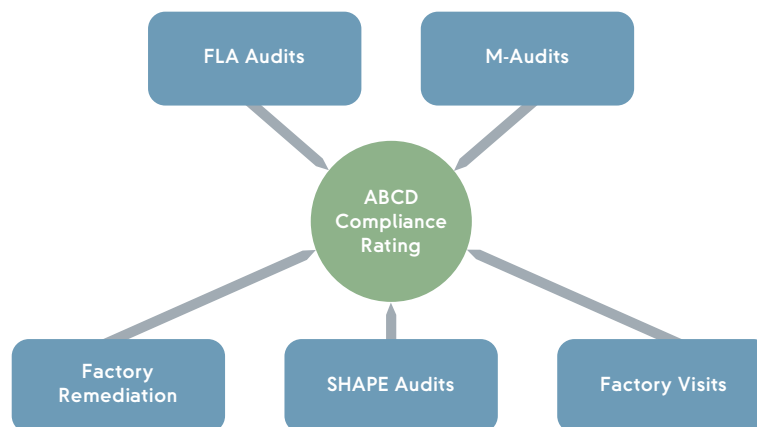 FLA Audits
M-Audits
ABCD
Compliance
Rating
Factory
Remediation
SHAPE Audits
Factory Visits